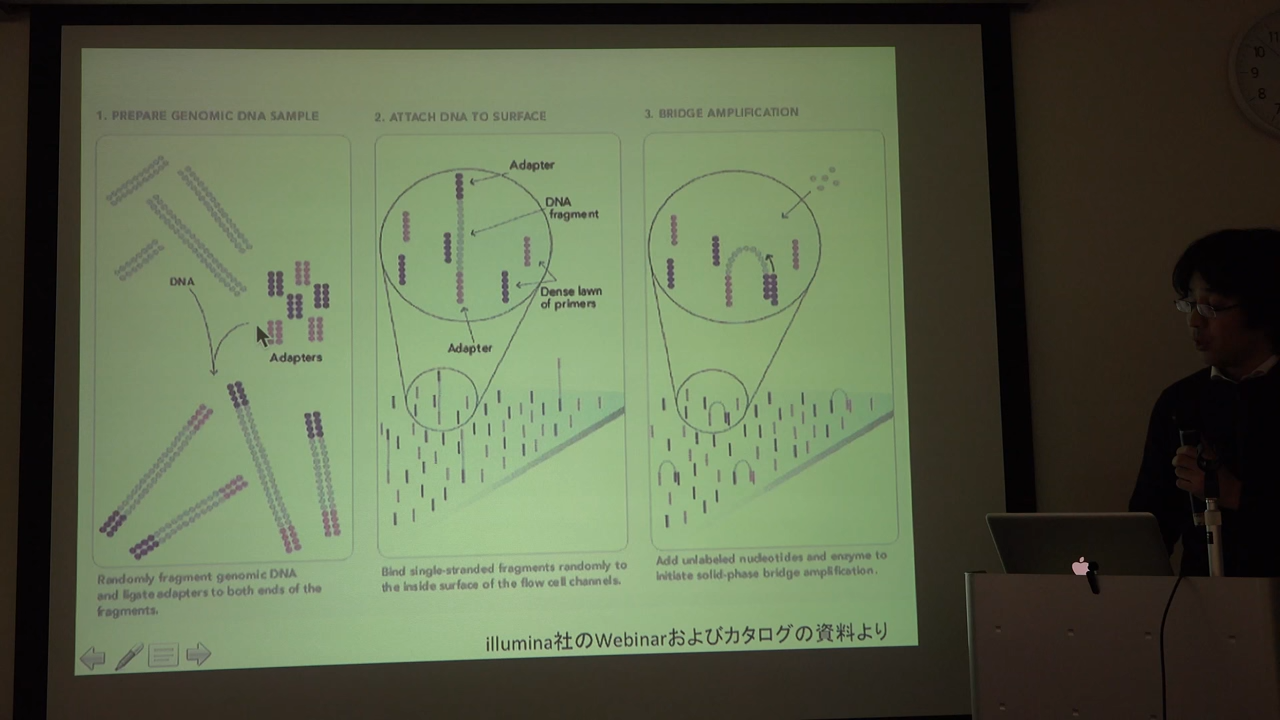 1. PREPARE GENOMIC DNA SAMPLE
DNA
Adapters
Randomly fragment genomic DNA
and ligate adapters to both ends of the
fragments.
2. ATTACH DNA TO SURFACE
Adapter
DNA
fragment
Dense lawn
of primers
Adapter
Bind single-stranded fragments randomly to
the inside surface of the flow cell channels.
3. BRIDGE AMPLIFICATION
Add unlabeled nucleotides and enzyme to
initiate solid-phase bridge amplification.
illumina社のWebinarおよびカタログの資料より
11
10
9
8